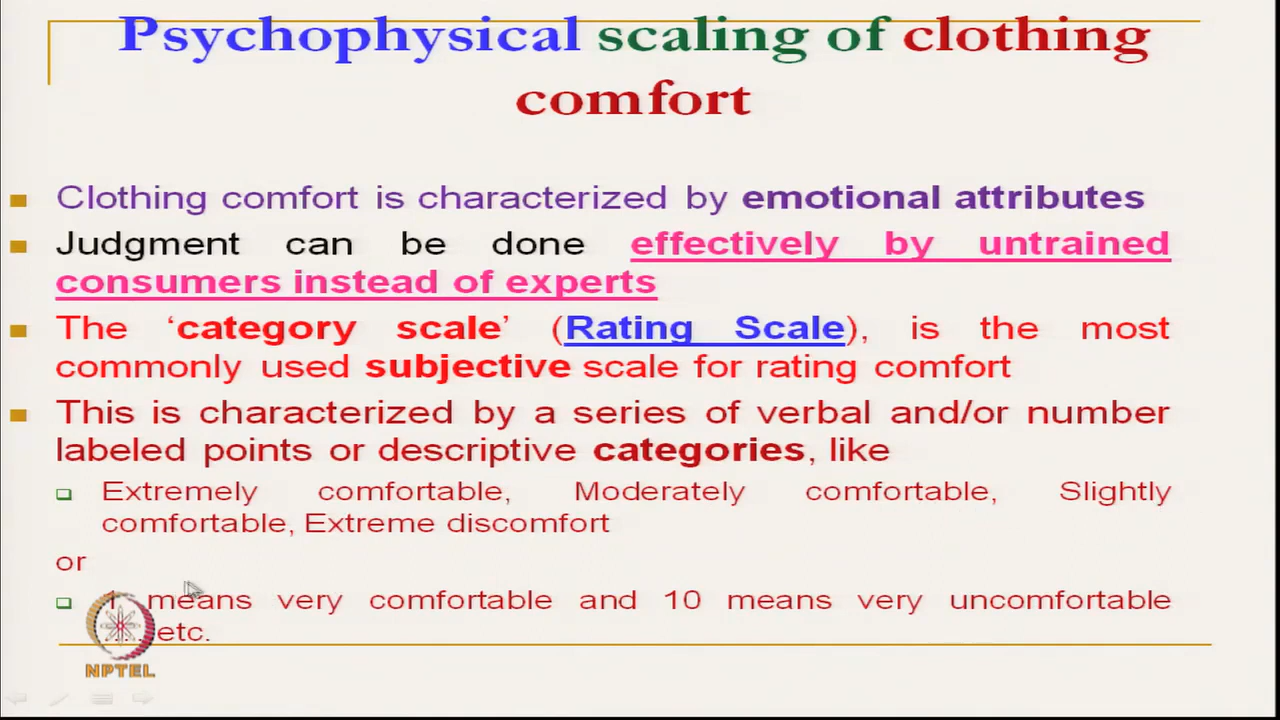 Psychophysical scaling of clothing
comfort
Clothing comfort is characterized by emotional attributes
Judgment can be done effectively by untrained
consumers instead of experts
The ‘category scale’ (Rating Scale), is the most
commonly used subjective scale for rating comfort
This is characterized by a series of verbal and/or number
labeled points or descriptive categories, like
Extremely comfortable, Moderately comfortable, Slightly
comfortable, Extreme discomfort
or
1 means very comfortable and 10 means very uncomfortable
....etc.
NPTEL